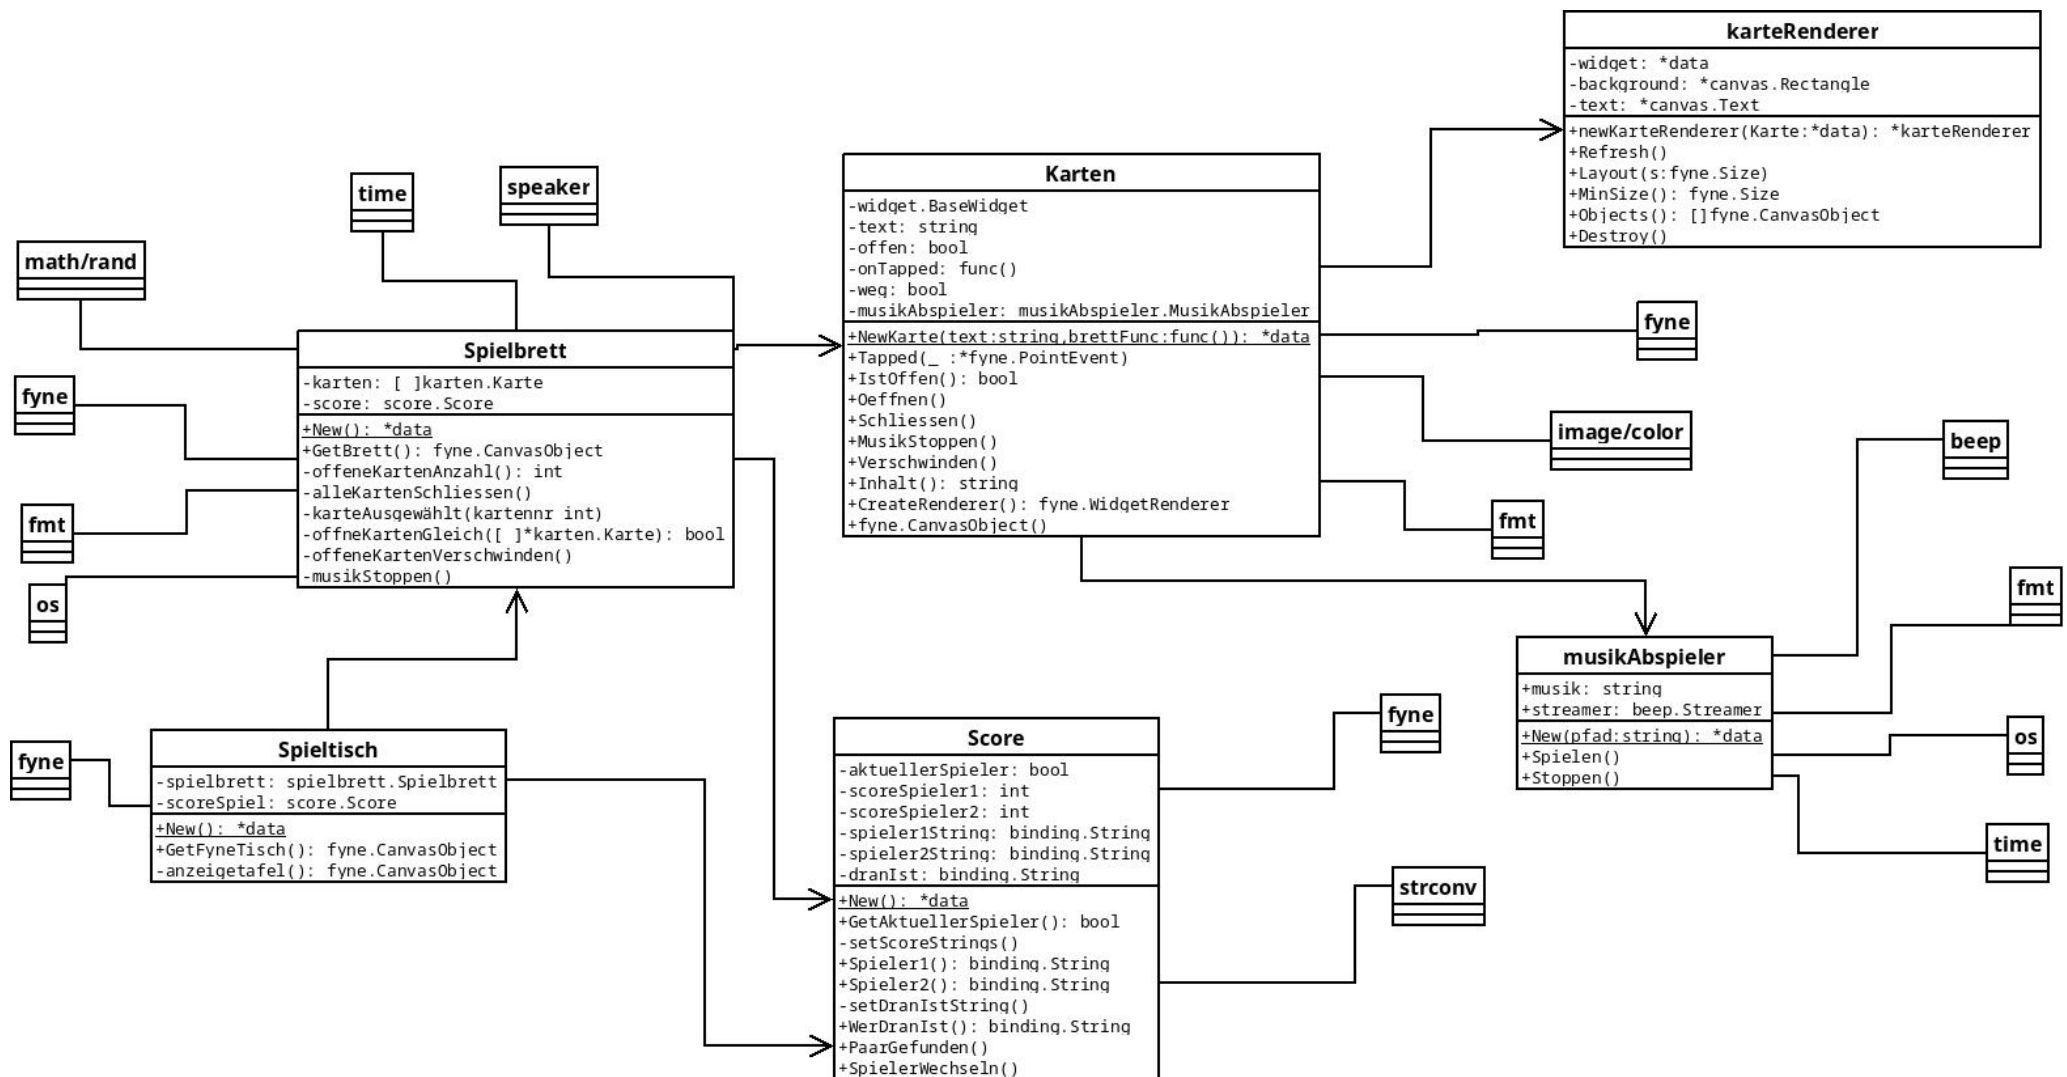 karteRenderer
-widget: *data
-background: *canvas.Rectangle
-text: *canvas.Text
+newKarteRenderer(Karte:*data): *karteRenderer
+Refresh()
+Layout(s:fyne.Size)
+MinSize(): fyne.Size
+Objects(): []fyne.CanvasObject
+Destroy()
Karten
-widget.BaseWidget
-text: string
-offen: bool
-onTapped: func()
-weg: bool
-musikAbspieler: musikAbspieler.MusikAbspieler
+NewKarte(text:string,brettFunc:func()): *data
+Tapped(_ :*fyne.PointEvent)
+IstOffen(): bool
+Oeffnen()
+Schliessen()
+MusikStoppen()
+Verschwinden()
+Inhalt(): string
+CreateRenderer(): fyne.WidgetRenderer
+fyne.CanvasObject()
time
speaker
math/rand
fyne
fmt
os
Spielbrett
-karten: [ ]karten.Karte
-score: score.Score
+New(): *data
+GetBrett(): fyne.CanvasObject
-offeneKartenAnzahl(): int
-alleKartenSchliessen()
-karteAusgewählt(kartennr int)
-offneKartenGleich([ ]*karten.Karte): bool
-offeneKartenVerschwinden()
-musikStoppen()
fyne
image/color
fmt
beep
fmt
os
time
musikAbspieler
+musik: string
+streamer: beep.Streamer
+New(pfad:string): *data
+Spielen()
+Stoppen()
fyne
Spieltisch
-spielbrett: spielbrett.Spielbrett
-scoreSpiel: score.Score
+New(): *data
+GetFyneTisch(): fyne.CanvasObject
-anzeigetafel(): fyne.CanvasObject
Score
-aktuellerSpieler: bool
-scoreSpieler1: int
-scoreSpieler2: int
-spieler1String: binding.String
-spieler2String: binding.String
-dranIst: binding.String
+New(): *data
+GetAktuellerSpieler(): bool
-setScoreStrings()
+Spieler1(): binding.String
+Spieler2(): binding.String
-setDranIstString()
+WerDranIst(): binding.String
+PaarGefunden()
+SpielerWechseln()
fyne
strconv